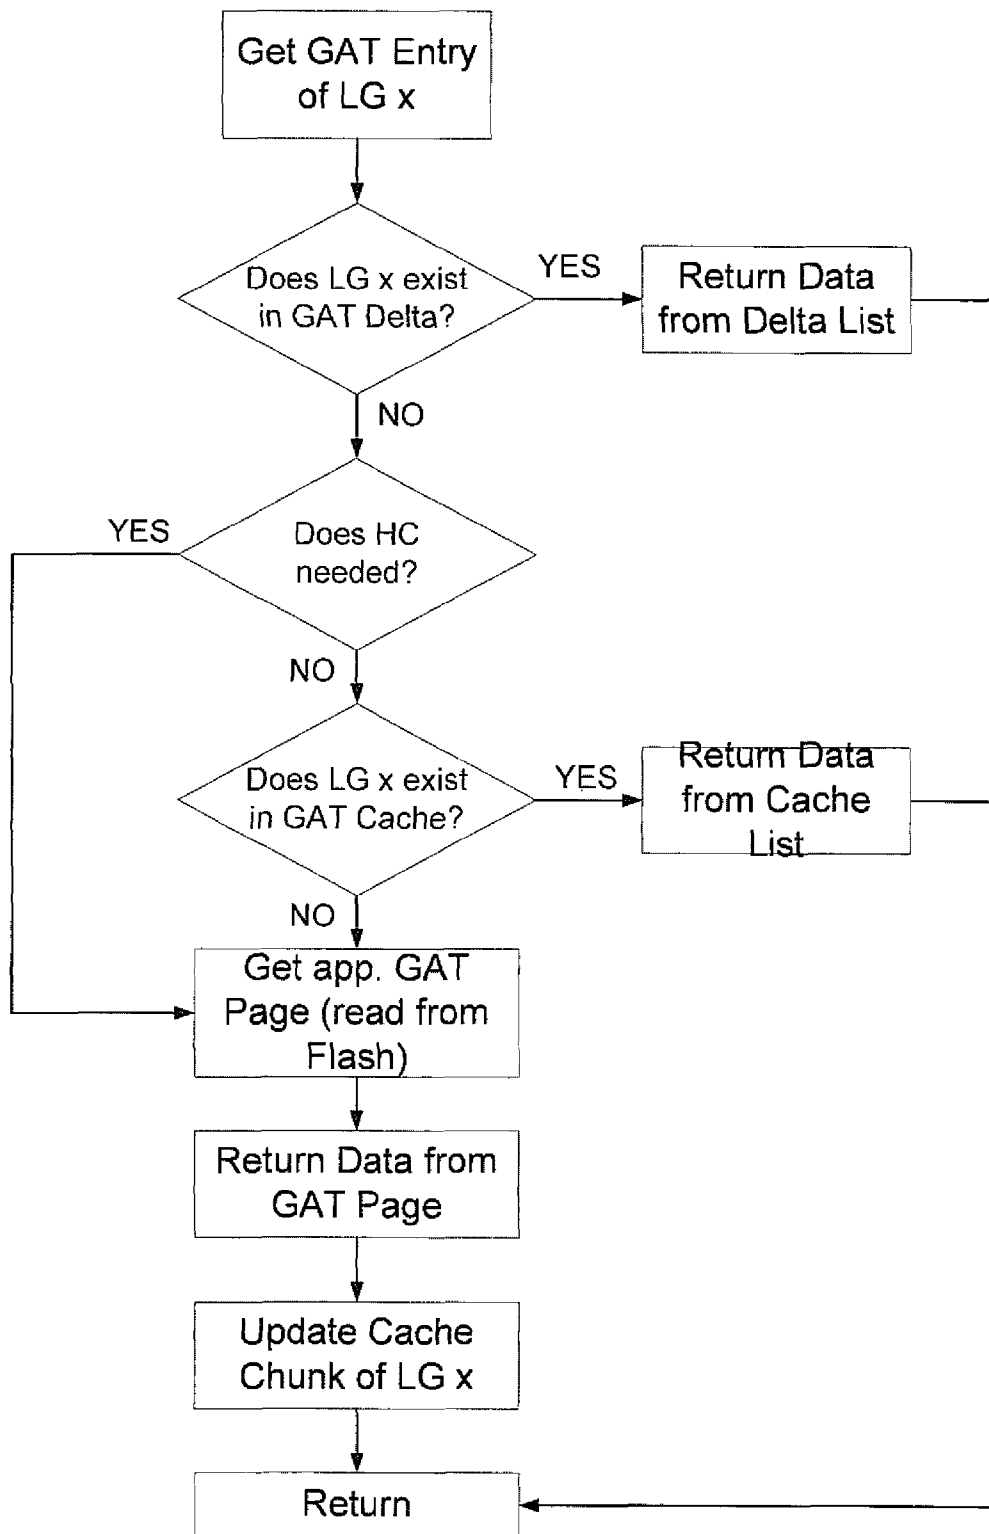 Get GAT Entry
of LG x
Does LG x exist
in GAT Delta?
YES
Return Data
from Delta List
NO
YES
Does HC
needed?
NO
Does LG x exist
in GAT Cache?
YES
Return Data
from Cache
List
NO
Get app. GAT
Page (read from
Flash)
Return Data from
GAT Page
Update Cache
Chunk of LG x
Return